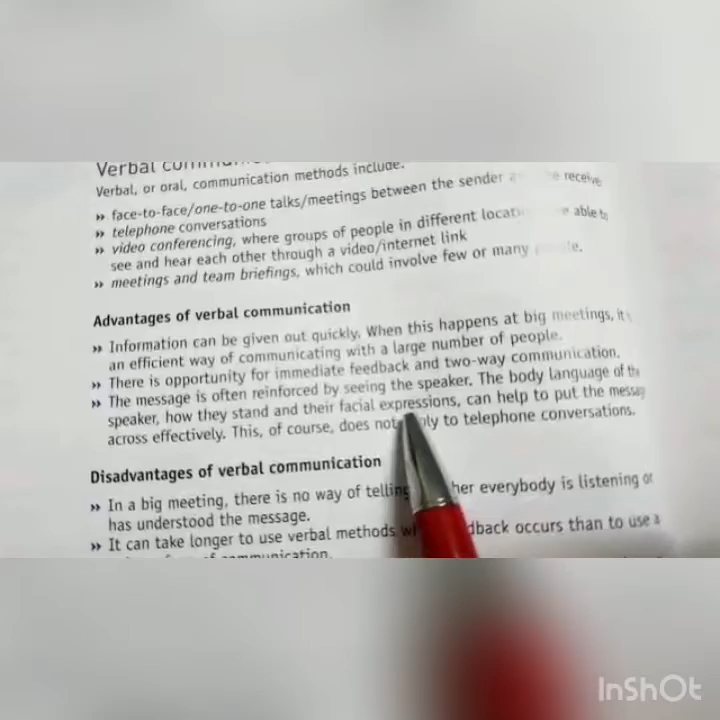 Verbal
Verbal, or oral, communication methods include:
» face-to-face/one-to-one talks/meetings between the sender receive
» telephone conversations
» video conferencing, where groups of people in different able to
see and hear each other through a video/internet link
» meetings and team briefings, which could involve few or many
Advantages of verbal communication
» Information can be given out quickly. When this happens at big meetings, it
an efficient way of communicating with a large number of people.
» There is opportunity for immediate feedback and two-way communication.
» The message is often reinforced by seeing the speaker. The body language of
speaker, how they stand and their facial expressions, can help to put the
across effectively. This, of course, does not to telephone conversations.
Disadvantages of verbal communication
» In a big meeting, there is no way of telling everybody is listening or
has understood the message.
» It can take longer to use verbal methods occurs than to use a
communication.
InShOt